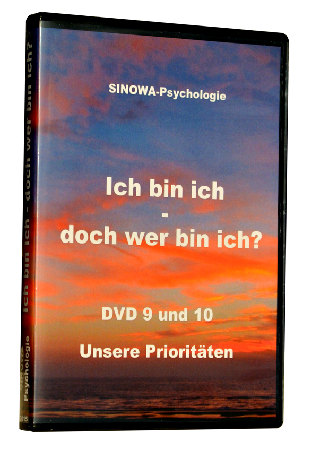 SINOWA-Psychologie
Ich bin ich
-
doch wer bin ich?
DVD 9 und 10
Unsere Prioritäten
Psychologie Ich bin ich - doch wer bin ich?